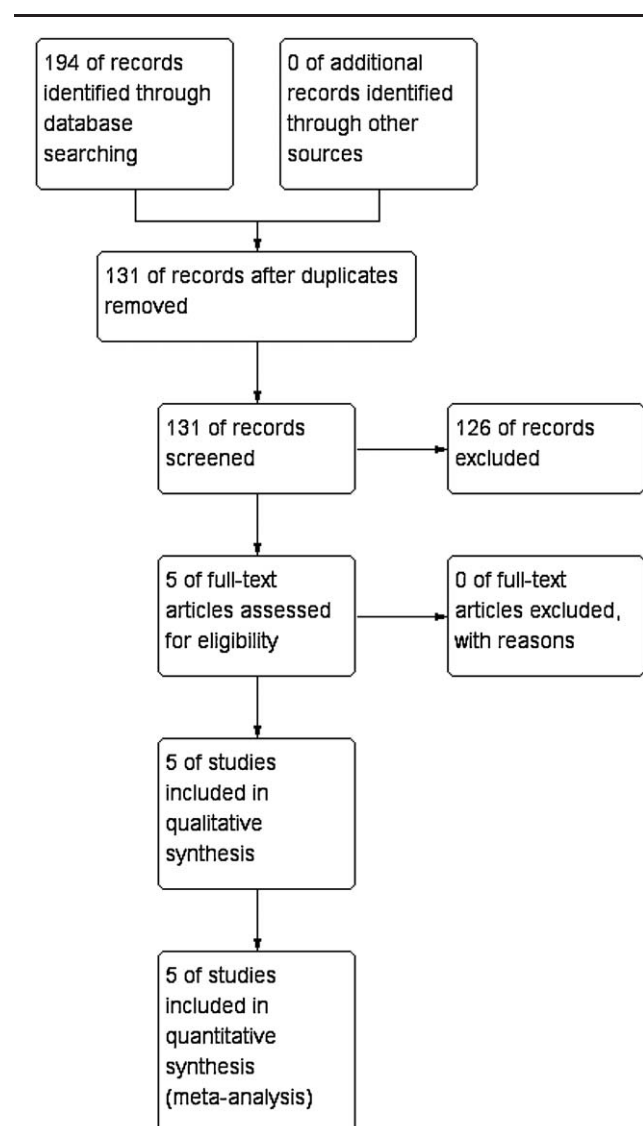 194 of records
identified through
database
searching
0 of additional
records identified
through other
sources
131 of records after duplicates
removed
131 of records
screened
126 of records
excluded
5 of full-text
articles assessed
for eligibility
0 of full-text
articles excluded,
with reasons
5 of studies
included in
qualitative
synthesis
5 of studies
included in
quantitative
synthesis
(meta-analysis)